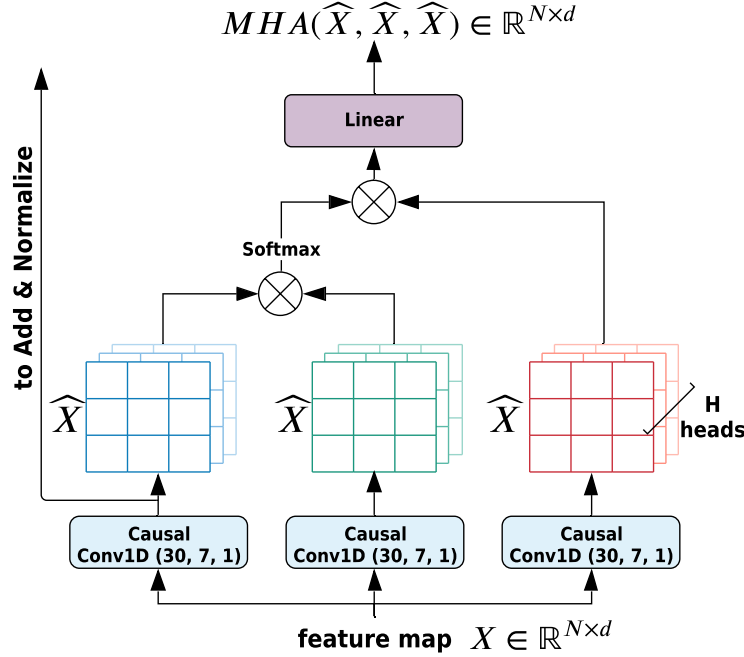 MHA(X̂, X̂, X̂) ∈ ℝ^{N×d}
Linear
to Add & Normalize
Softmax
X̂
X̂
X̂
H
heads
Causal
Conv1D (30, 7, 1)
Causal
Conv1D (30, 7, 1)
Causal
Conv1D (30, 7, 1)
feature map X ∈ ℝ^{N×d}